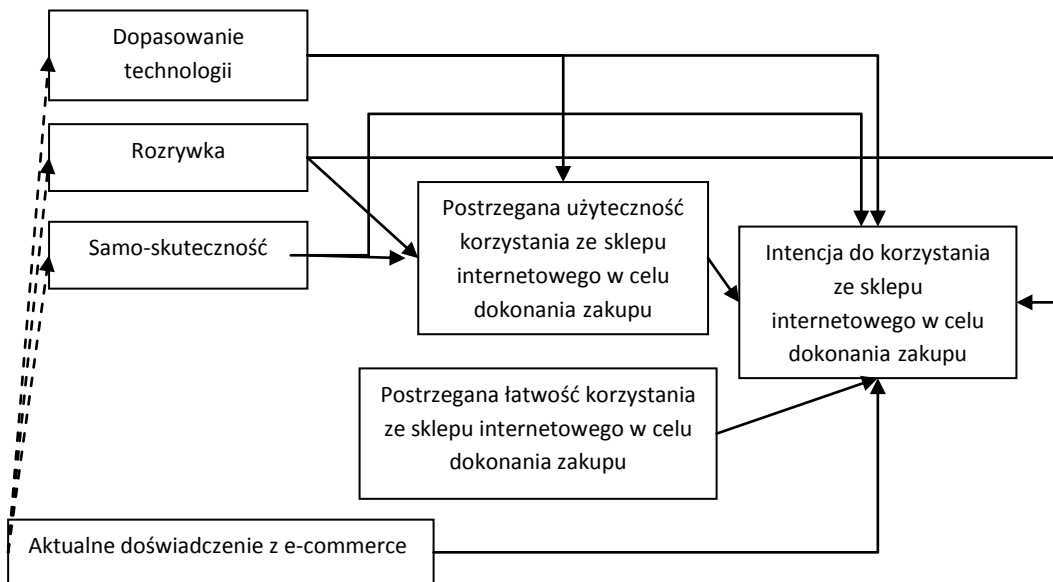 Dopasowanie
technologii
Rozrywka
Samo-skuteczność
Postrzegana użyteczność
korzystania ze sklepu
internetowego w celu
dokonania zakupu
Intencja do korzystania
ze sklepu
internetowego w celu
dokonania zakupu
Postrzegana łatwość korzystania
ze sklepu internetowego w celu
dokonania zakupu
Aktualne doświadczenie z e-commerce